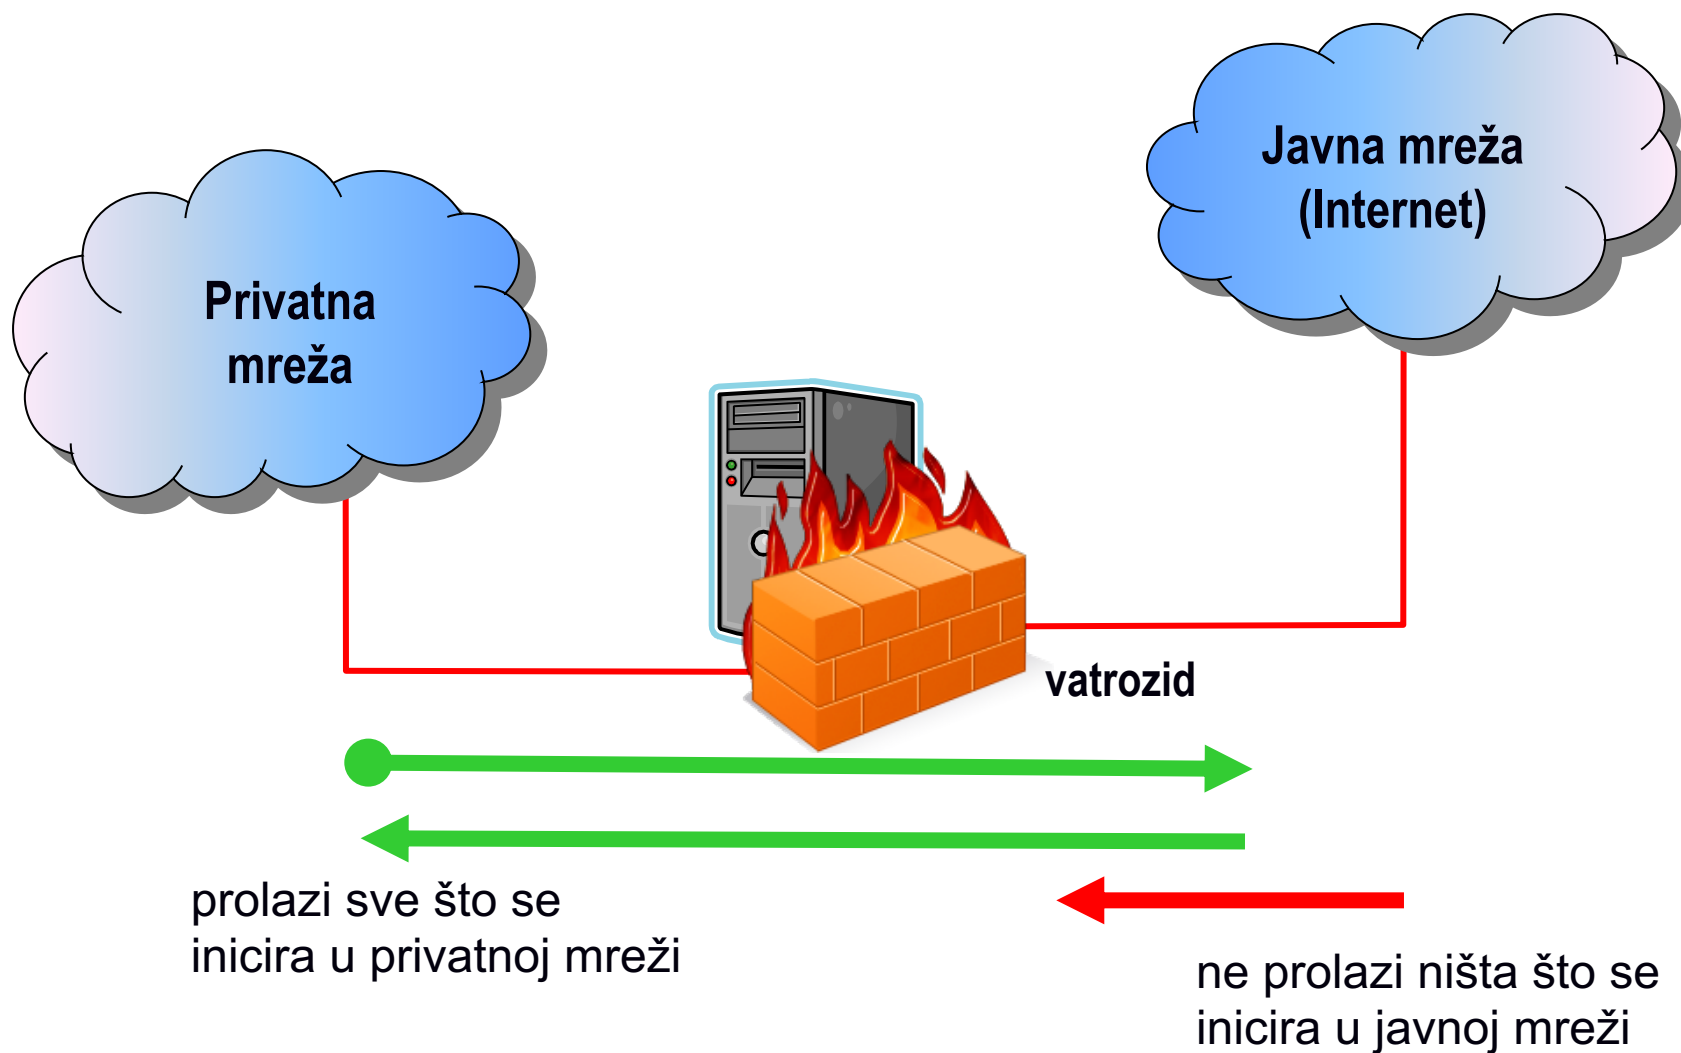 Javna mreža
(Internet)
Privatna
mreža
vatrozid
prolazi sve što se
inicira u privatnoj mreži
ne prolazi ništa što se
inicira u javnoj mreži